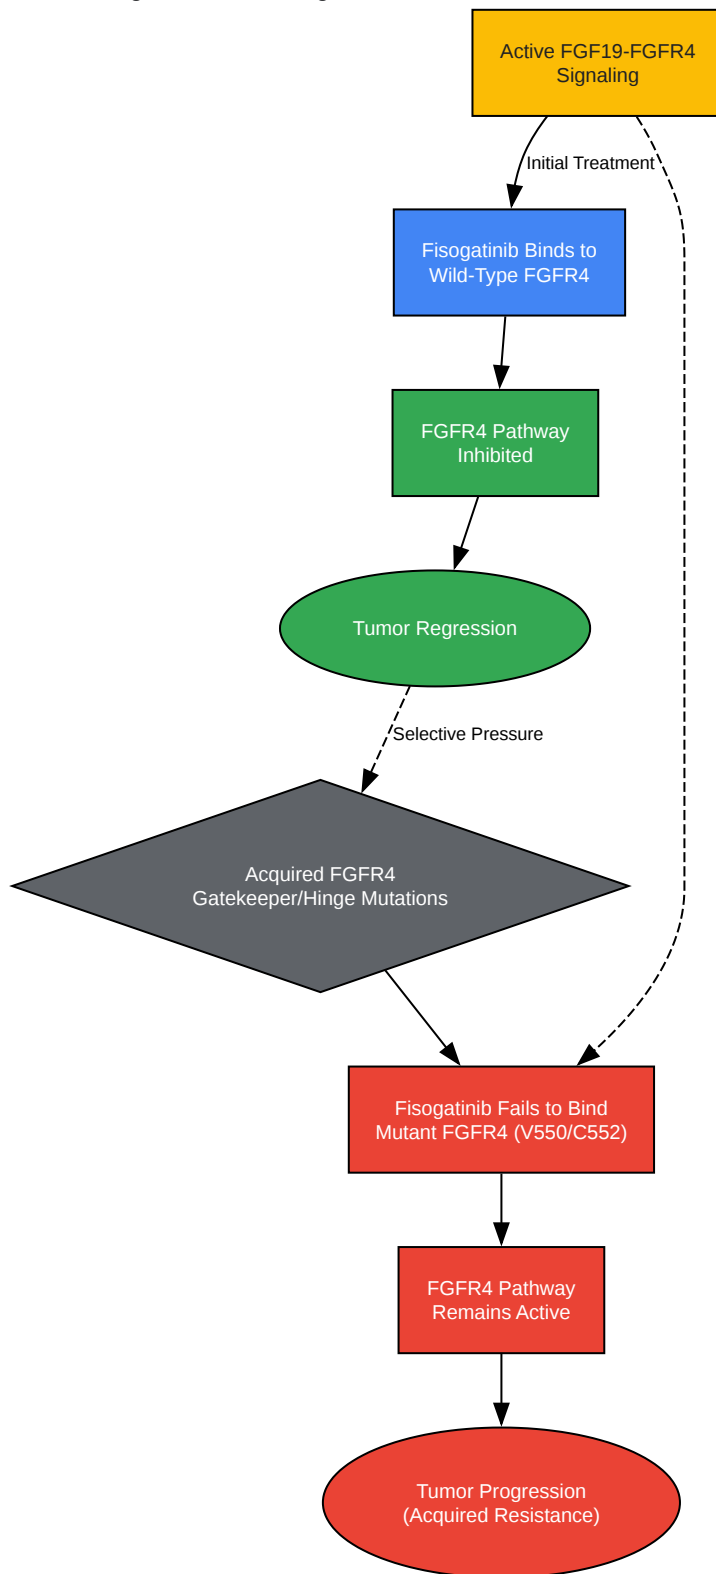 Active FGF19-FGFR4
Signaling
Initial Treatment
Fisogatinib Binds to
Wild-Type FGFR4
FGFR4 Pathway
Inhibited
Tumor Regression
Selective Pressure
Acquired FGFR4
Gatekeeper/Hinge Mutations
Fisogatinib Fails to Bind
Mutant FGFR4 (V550/C552)
FGFR4 Pathway
Remains Active
Tumor Progression
(Acquired Resistance)